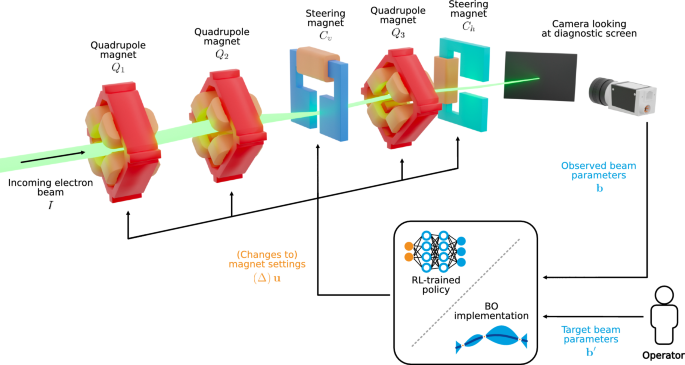 Quadrupole
magnet
Q₁
Quadrupole
magnet
Q₂
Steering
magnet
Cᵥ
Quadrupole
magnet
Q₃
Steering
magnet
Cₕ
Camera looking
at diagnostic screen
Incoming electron
beam
I
Observed beam
parameters
b
(Changes to)
magnet settings
(Δ) u
RL-trained
policy
BO
implementation
Target beam
parameters
b′
Operator